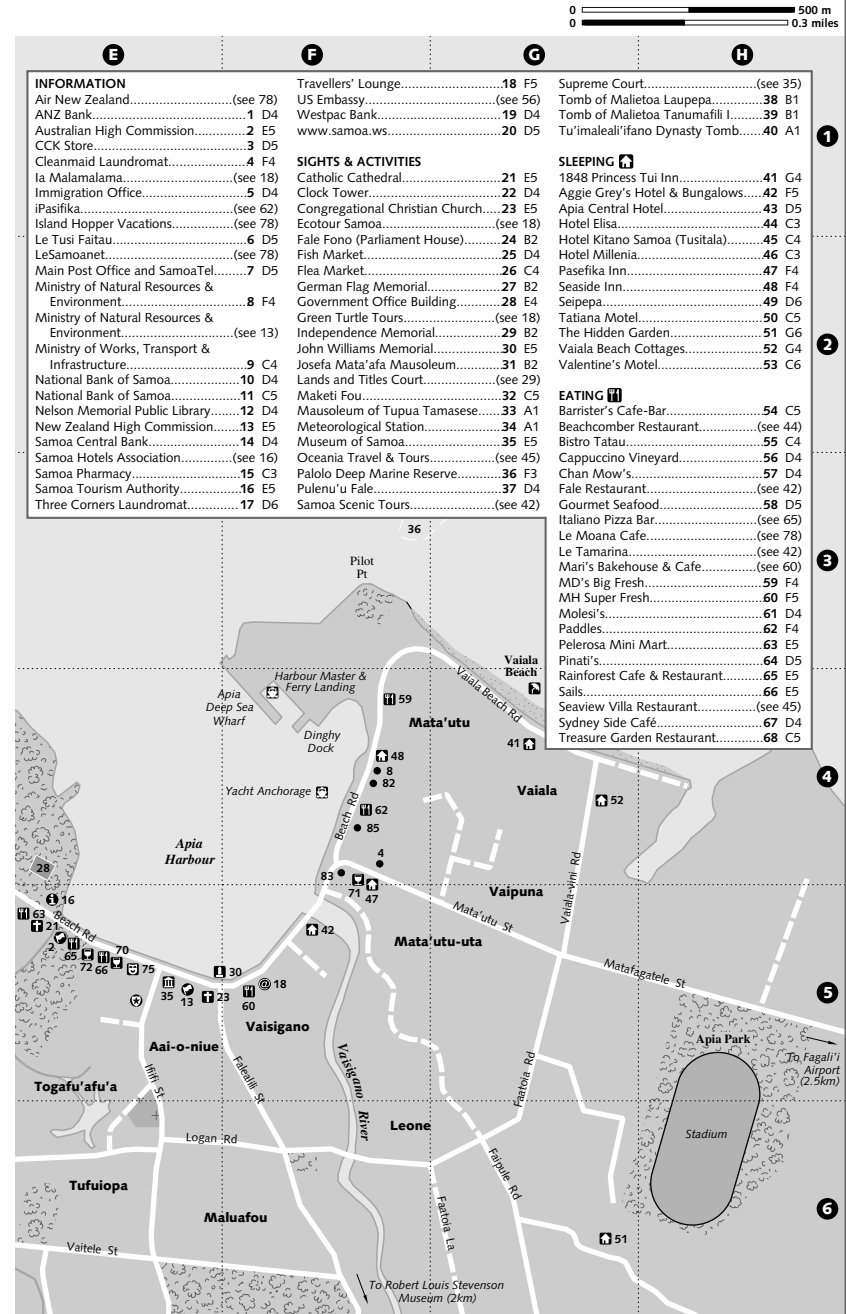 0 500 m
0 0.3 miles
E F G H
INFORMATION
Air New Zealand (see 78)
ANZ Bank 1 D4
Australian High Commission 2 E5
CCK Store 3 D5
Cleanmaid Laundromat 4 F4
Ia Malamalama (see 18)
Immigration Office 5 D4
iPasifika (see 62)
Island Hopper Vacations (see 78)
Le Tusi Faitau 6 D5
LeSamoanet (see 78)
Main Post Office and SamoaTel 7 D5
Ministry of Natural Resources &
Environment 8 F4
Ministry of Natural Resources &
Environment (see 13)
Ministry of Works, Transport &
Infrastructure 9 C4
National Bank of Samoa 10 D4
National Bank of Samoa 11 C5
Nelson Memorial Public Library 12 D4
New Zealand High Commission 13 E5
Samoa Central Bank 14 D4
Samoa Hotels Association (see 16)
Samoa Pharmacy 15 C3
Samoa Tourism Authority 16 E5
Three Corners Laundromat 17 D6
Travellers' Lounge 18 F5
US Embassy (see 56)
Westpac Bank 19 D4
www.samoa.ws 20 D5
SIGHTS & ACTIVITIES
Catholic Cathedral 21 E5
Clock Tower 22 D4
Congregational Christian Church 23 E5
Ecotour Samoa (see 18)
Fale Fono (Parliament House) 24 B2
Fish Market 25 D4
Flea Market 26 C4
German Flag Memorial 27 B2
Government Office Building 28 E4
Green Turtle Tours (see 18)
Independence Memorial 29 B2
John Williams Memorial 30 E5
Josefa Mata'afa Mausoleum 31 B2
Lands and Titles Court (see 29)
Maketi Fou 32 C5
Mausoleum of Tupua Tamasese 33 A1
Meteorological Station 34 A1
Museum of Samoa 35 E5
Oceania Travel & Tours (see 45)
Palolo Deep Marine Reserve 36 F3
Pulenu'u Fale 37 D4
Samoa Scenic Tours (see 42)
Supreme Court (see 35)
Tomb of Malietoa Laupepa 38 B1
Tomb of Malietoa Tanumafili I 39 B1
Tu'imaleali'ifano Dynasty Tomb 40 A1
SLEEPING
1848 Princess Tui Inn 41 G4
Aggie Grey's Hotel & Bungalows 42 F5
Apia Central Hotel 43 D5
Hotel Elisa 44 C3
Hotel Kitano Samoa (Tusitala) 45 C4
Hotel Millenia 46 C3
Pasefika Inn 47 F4
Seaside Inn 48 F4
Seipepa 49 D6
Tatiana Motel 50 C5
The Hidden Garden 51 G6
Vaiala Beach Cottages 52 G4
Valentine's Motel 53 C6
EATING
Barrister's Cafe-Bar 54 C5
Beachcomber Restaurant (see 44)
Bistro Tatau 55 C4
Cappuccino Vineyard 56 D4
Chan Mow's 57 D4
Fale Restaurant (see 42)
Gourmet Seafood 58 D5
Italiano Pizza Bar (see 65)
Le Moana Cafe (see 78)
Le Tamarina (see 42)
Mari's Bakehouse & Cafe (see 60)
MD's Big Fresh 59 F4
MH Super Fresh 60 F5
Molesi's 61 D4
Paddles 62 F4
Pelerosa Mini Mart 63 E5
Pinati's 64 D5
Rainforest Cafe & Restaurant 65 E5
Sails 66 E5
Seaview Villa Restaurant (see 45)
Sydney Side Café 67 D4
Treasure Garden Restaurant 68 C5
1
2
3
4
5
6
36
Pilot
Pt
Harbour Master &
Ferry Landing
Apia
Deep Sea
Wharf
Dinghy
Dock
59
Mata'utu
Vaiala
Beach
Vaiala Beach Rd
41
48
8
82
Yacht Anchorage
Vaiala
52
62
85
Beach Rd
Apia
Harbour
4
83
71
47
28
16
Vaipuna
Vaiala-vini Rd
63
21
Beach Rd
2
65
72
66
70
75
42
Mata'utu St
Mata'utu-uta
Matafagatele St
30
18
35
13
23
60
Vaisigano
Aai-o-niue
Vaisigano River
Apia Park
To Fagali'i
Airport
(2.5km)
Togafu'afu'a
Ififi St
Falealili St
Faatoia Rd
Leone
Stadium
Logan Rd
Faipule Rd
Tufuiopa
Maluafou
Faatoia La
51
Vaitele St
To Robert Louis Stevenson
Museum (2km)